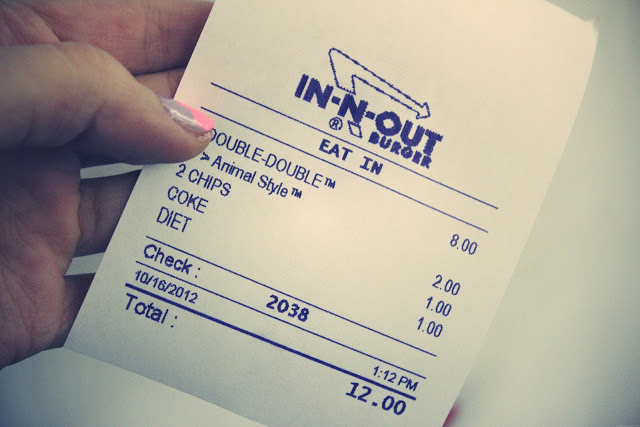 IN-N-OUT
® BURGER
EAT IN
DOUBLE-DOUBLE™ 8.00
> Animal Style™
2 CHIPS 2.00
COKE 1.00
DIET 1.00
Check : 2038
10/16/2012 1:12 PM
Total : 12.00